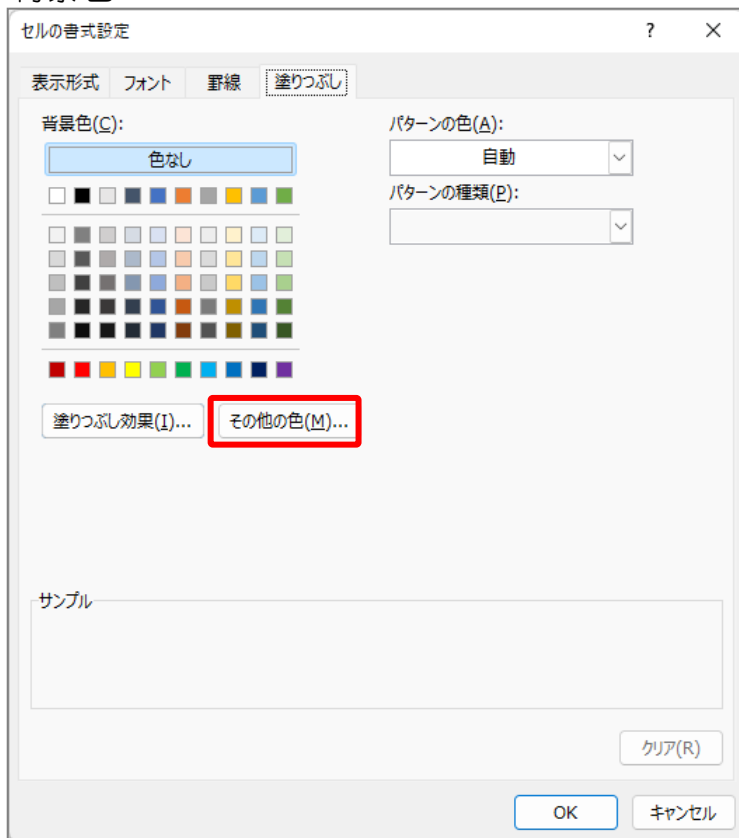 セルの書式設定 ? ×
表示形式 フォント 罫線 塗りつぶし
背景色(C): パターンの色(A):
色なし 自動
パターンの種類(P):
塗りつぶし効果(I)... その他の色(M)...
サンプル
クリア(R)
OK キャンセル